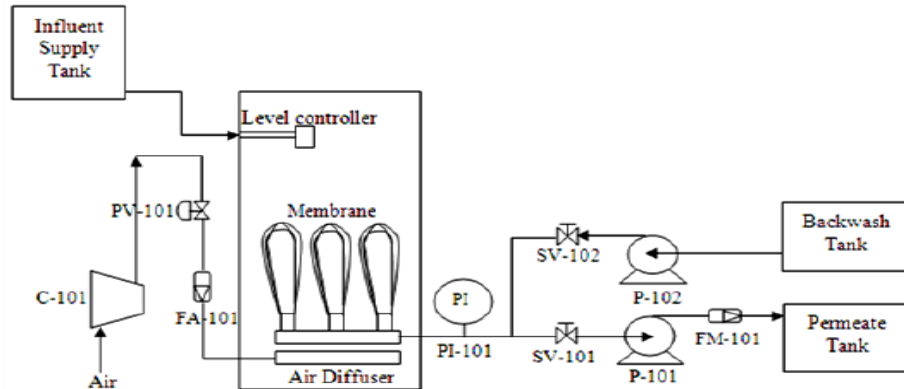 Influent
Supply
Tank
Level controller
PV-101
Membrane
C-101
FA-101
Air
Air Diffuser
PI
PI-101
SV-102
P-102
Backwash
Tank
SV-101
P-101
FM-101
Permeate
Tank